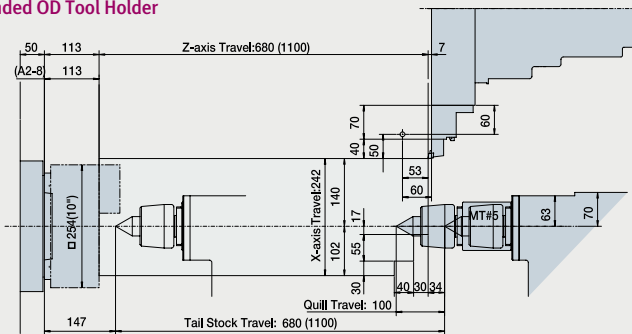 nded OD Tool Holder
50 113 Z-axis Travel:680 (1100) 7
(A2-8) 113
70 60
40 50
53
60
□ 254(10")
X-axis Travel:242
140
102
17
55
30
MT#5 63 70
40 30 34
Quill Travel: 100
147 Tail Stock Travel: 680 (1100)